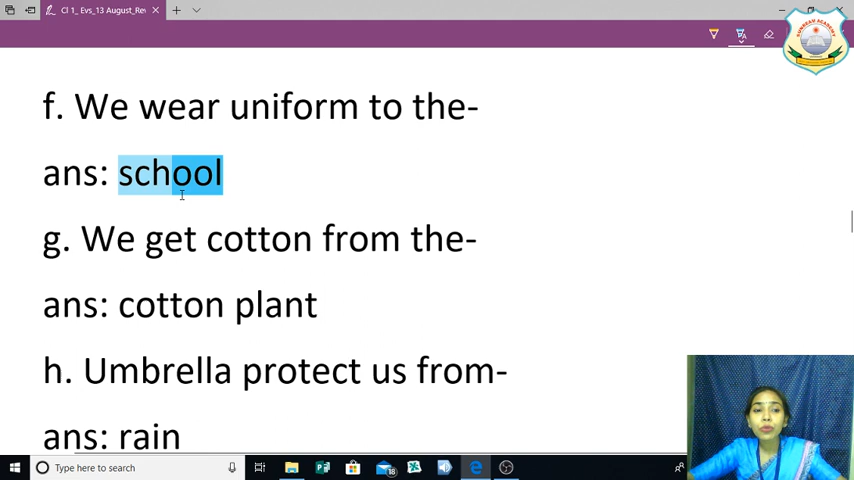 Cl 1_ Evs_13 August_Re
f. We wear uniform to the-
ans: school
g. We get cotton from the-
ans: cotton plant
h. Umbrella protect us from-
ans: rain
Type here to search
18